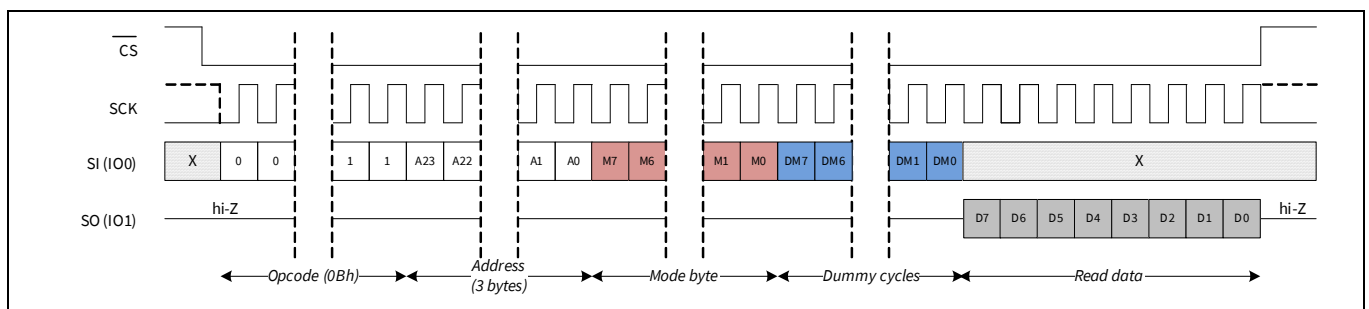 CS
SCK
SI (IO0) X 0 0 1 1 A23 A22 A1 A0 M7 M6 M1 M0 DM7 DM6 DM1 DM0 X
hi-Z hi-Z
SO (IO1) D7 D6 D5 D4 D3 D2 D1 D0
Opcode (0Bh) Address (3 bytes) Mode byte Dummy cycles Read data